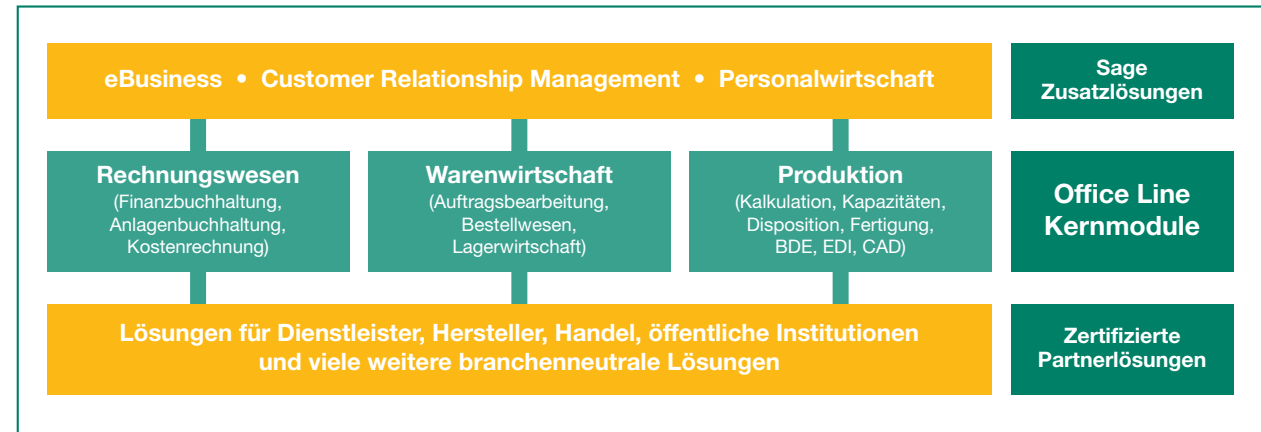 eBusiness • Customer Relationship Management • Personalwirtschaft
Sage
Zusatzlösungen
Rechnungswesen
(Finanzbuchhaltung,
Anlagenbuchhaltung,
Kostenrechnung)
Warenwirtschaft
(Auftragsbearbeitung,
Bestellwesen,
Lagerwirtschaft)
Produktion
(Kalkulation, Kapazitäten,
Disposition, Fertigung,
BDE, EDI, CAD)
Office Line
Kernmodule
Lösungen für Dienstleister, Hersteller, Handel, öffentliche Institutionen
und viele weitere branchenneutrale Lösungen
Zertifizierte
Partnerlösungen